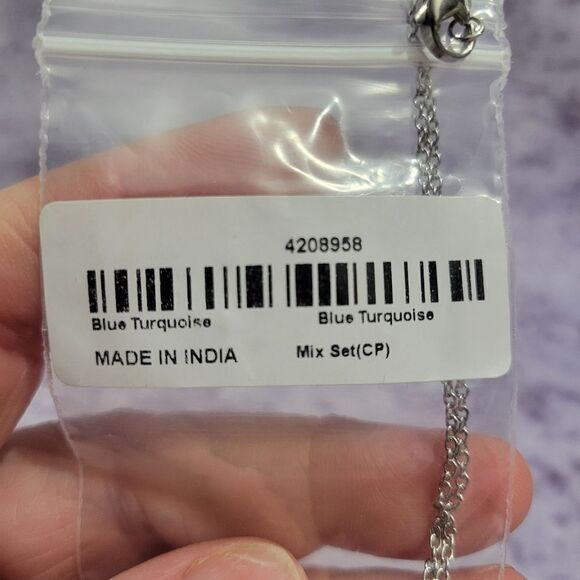 4208958
Blue Turquoise Blue Turquoise
MADE IN INDIA Mix Set(CP)